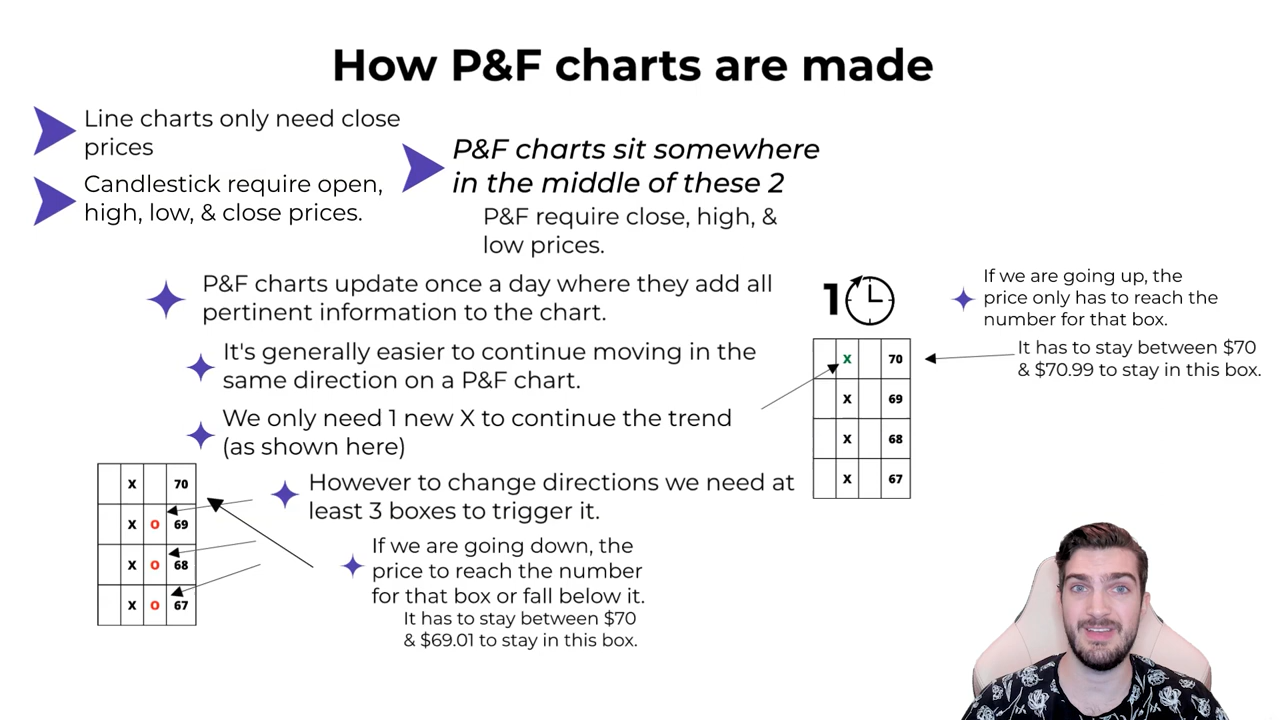 How P&F charts are made
Line charts only need close
prices
Candlestick require open,
high, low, & close prices.
P&F charts sit somewhere
in the middle of these 2
P&F require close, high, &
low prices.
P&F charts update once a day where they add all
pertinent information to the chart.
1
If we are going up, the
price only has to reach the
number for that box.
It has to stay between $70
& $70.99 to stay in this box.
It's generally easier to continue moving in the
same direction on a P&F chart.
We only need 1 new X to continue the trend
(as shown here)
X 70
X 69
X 68
X 67
However to change directions we need at
least 3 boxes to trigger it.
X 70
X O 69
X O 68
X O 67
If we are going down, the
price to reach the number
for that box or fall below it.
It has to stay between $70
& $69.01 to stay in this box.